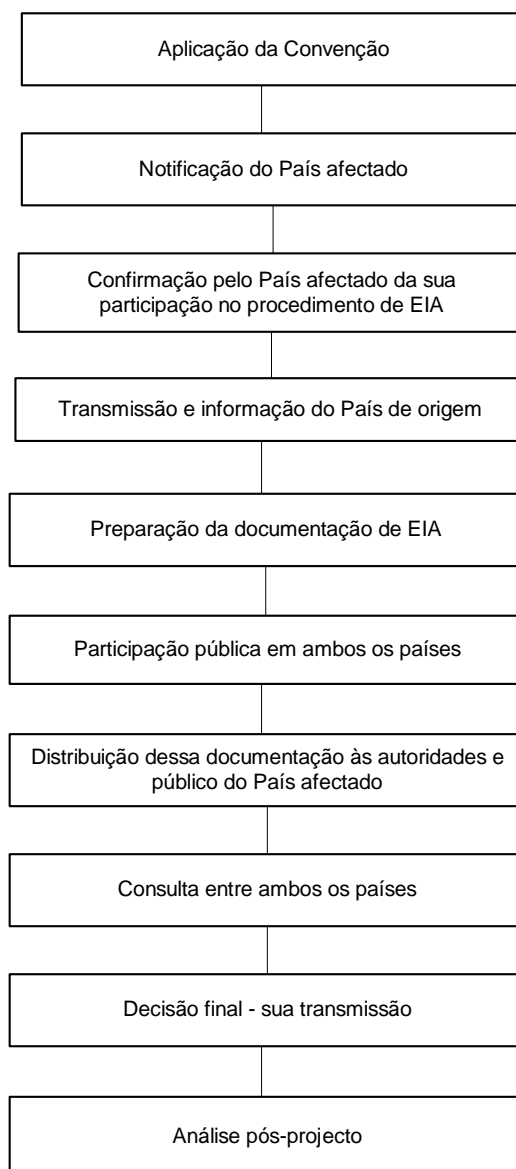 Aplicação da Convenção
Notificação do País afectado
Confirmação pelo País afectado da sua
participação no procedimento de EIA
Transmissão e informação do País de origem
Preparação da documentação de EIA
Participação pública em ambos os países
Distribuição dessa documentação às autoridades e
público do País afectado
Consulta entre ambos os países
Decisão final - sua transmissão
Análise pós-projecto